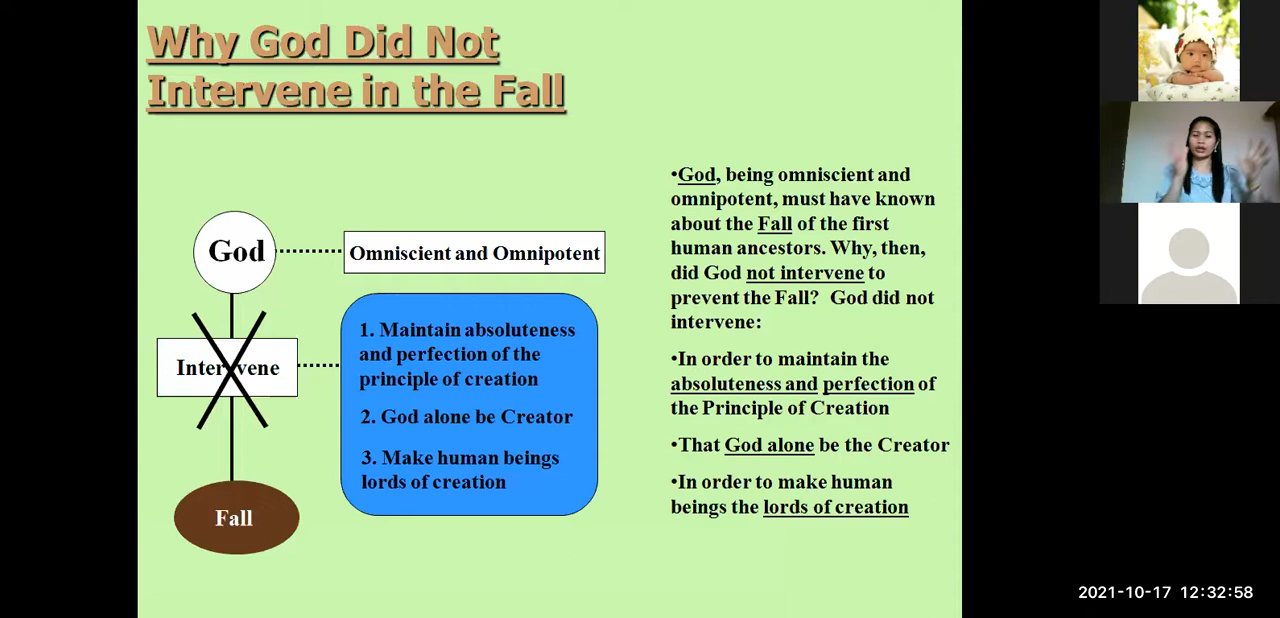 Why God Did Not
Intervene in the Fall
God
Omniscient and Omnipotent
Intervene
1. Maintain absoluteness
and perfection of the
principle of creation
2. God alone be Creator
3. Make human beings
lords of creation
Fall
•God, being omniscient and
omnipotent, must have known
about the Fall of the first
human ancestors. Why, then,
did God not intervene to
prevent the Fall? God did not
intervene:
•In order to maintain the
absoluteness and perfection of
the Principle of Creation
•That God alone be the Creator
•In order to make human
beings the lords of creation
2021-10-17 12:32:58